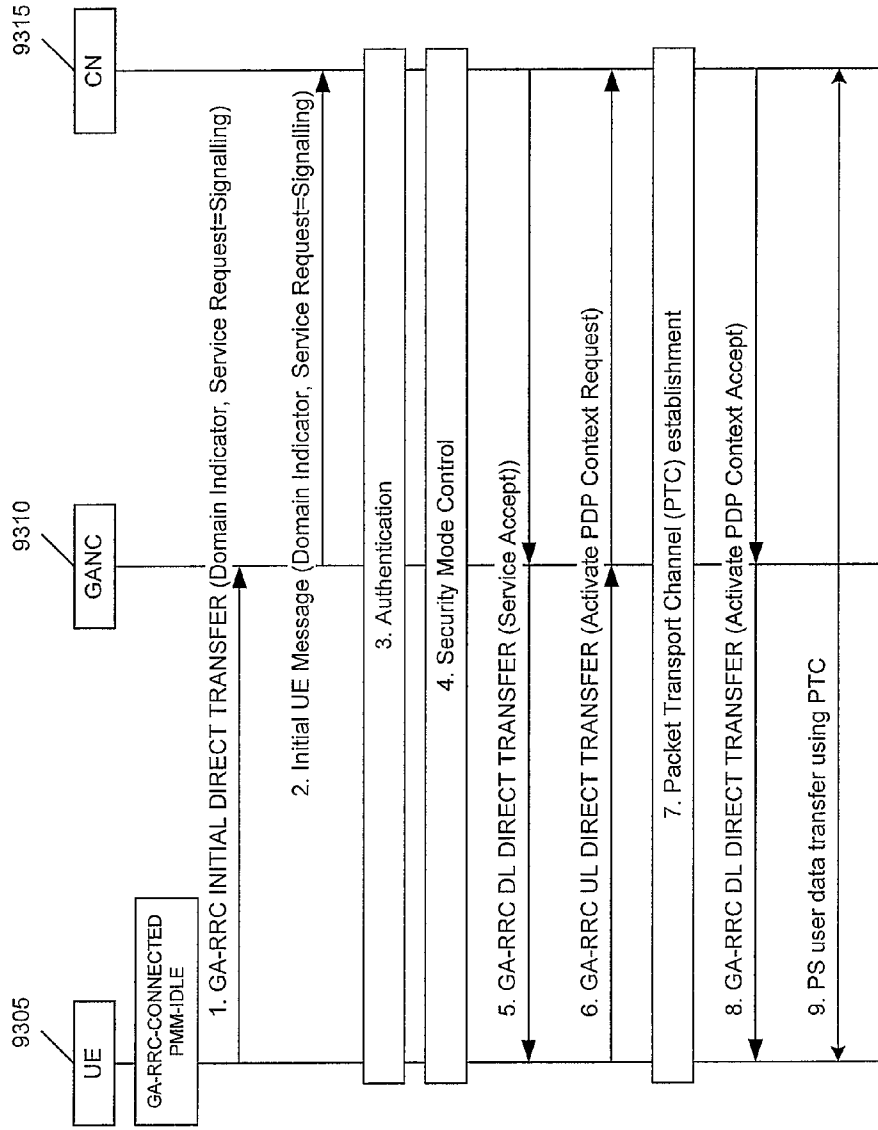 9305
9310
9315
UE
GANC
CN
GA-RRC-CONNECTED
PMM-IDLE
1. GA-RRC INITIAL DIRECT TRANSFER (Domain Indicator, Service Request=Signalling)
2. Initial UE Message (Domain Indicator, Service Request=Signalling)
3. Authentication
4. Security Mode Control
5. GA-RRC DL DIRECT TRANSFER (Service Accept))
6. GA-RRC UL DIRECT TRANSFER (Activate PDP Context Request)
7. Packet Transport Channel (PTC) establishment
8. GA-RRC DL DIRECT TRANSFER (Activate PDP Context Accept)
9. PS user data transfer using PTC